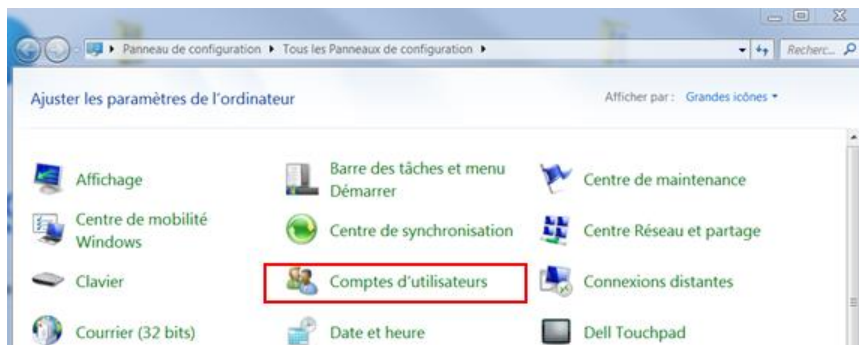 Panneau de configuration ▸ Tous les Panneaux de configuration ▸
Recherc...
Ajuster les paramètres de l'ordinateur
Afficher par : Grandes icônes
Affichage
Barre des tâches et menu
Démarrer
Centre de maintenance
Centre de mobilité
Windows
Centre de synchronisation
Centre Réseau et partage
Clavier
Comptes d'utilisateurs
Connexions distantes
Courrier (32 bits)
Date et heure
Dell Touchpad